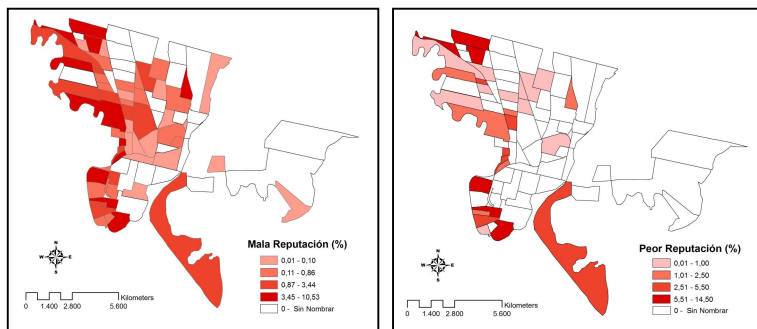 N
W E
S
Kilometers
0 1.400 2.800 5.600
Mala Reputación (%)
0,01 - 0,10
0,11 - 0,86
0,87 - 3,44
3,45 - 10,53
0 - Sin Nombrar
N
W E
S
Kilometers
0 1.400 2.800 5.600
Peor Reputación (%)
0,01 - 1,00
1,01 - 2,50
2,51 - 5,50
5,51 - 14,50
0 - Sin Nombrar